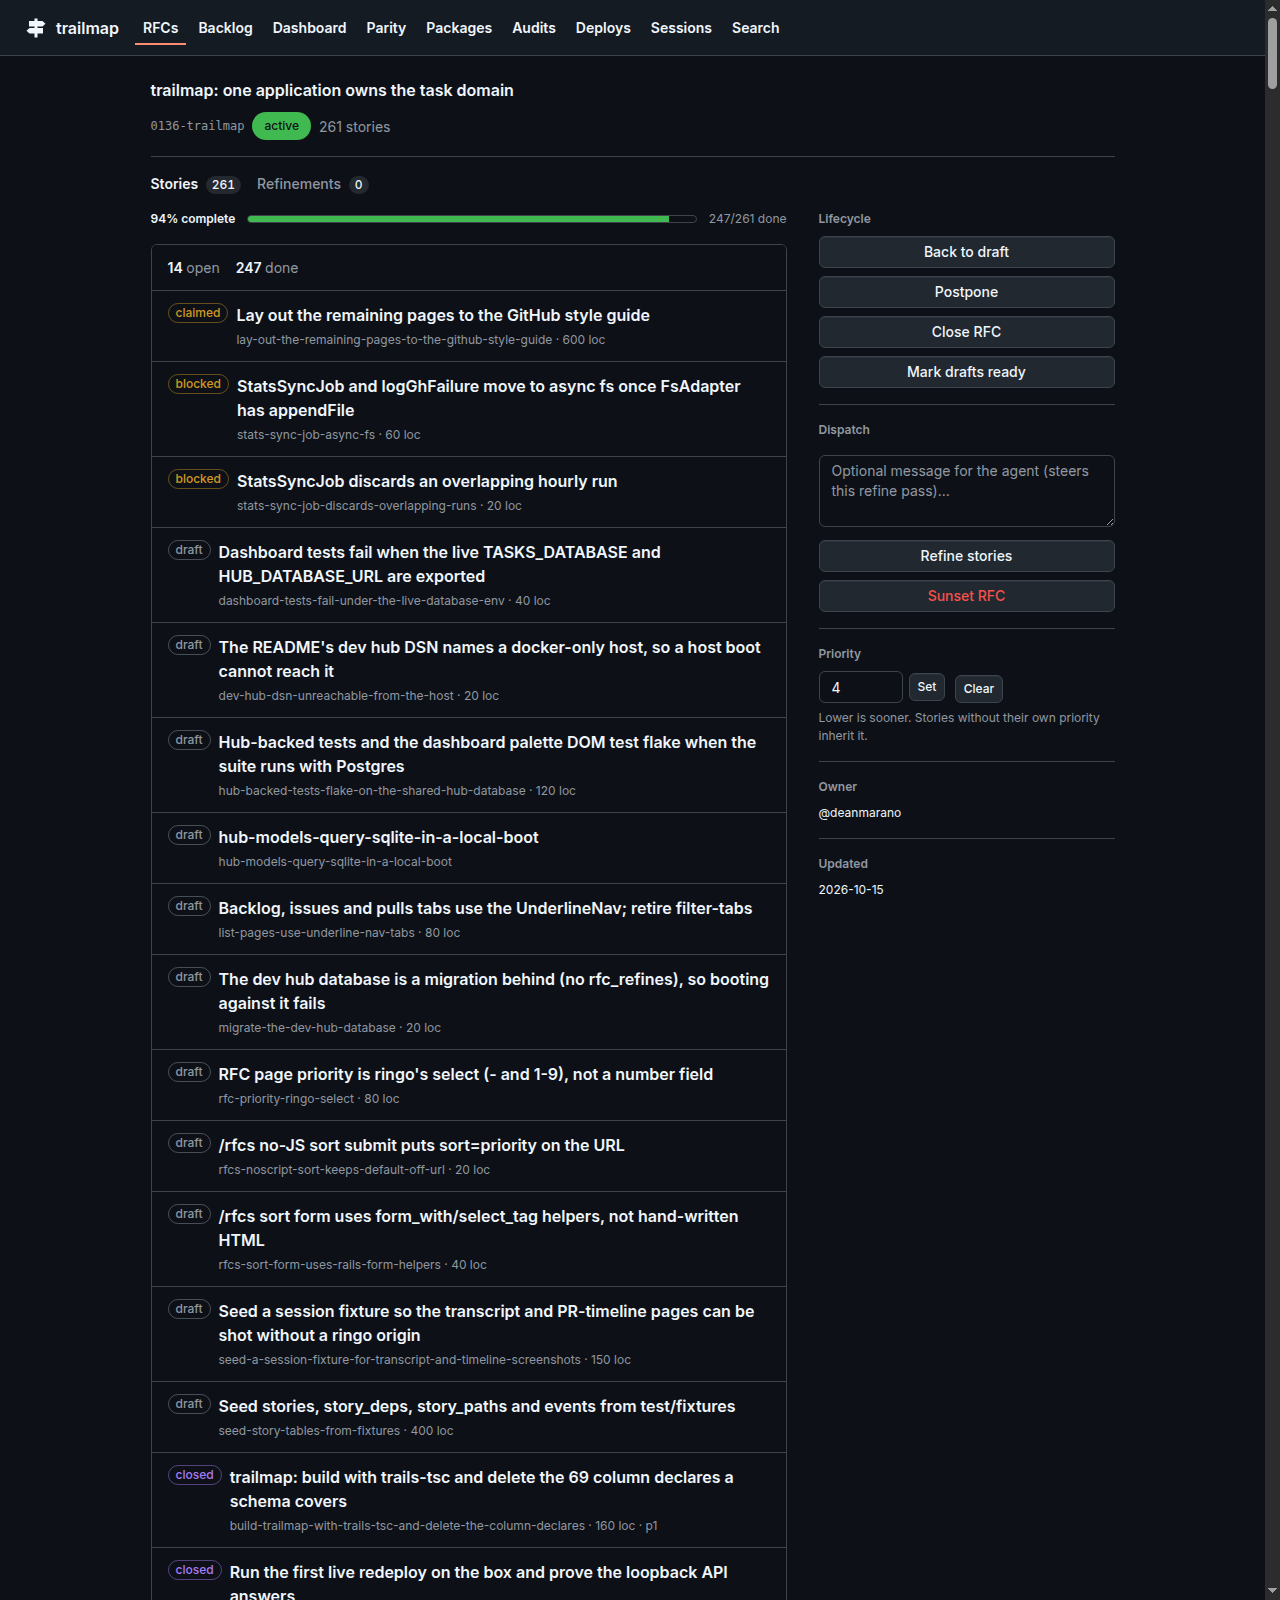 trailmap RFCs Backlog Dashboard Parity Packages Audits Deploys Sessions Search
trailmap: one application owns the task domain
0136-trailmap active 261 stories
Stories 261 Refinements 0
94% complete 247/261 done
14 open 247 done
claimed Lay out the remaining pages to the GitHub style guide
lay-out-the-remaining-pages-to-the-github-style-guide · 600 loc
blocked StatsSyncJob and logGhFailure move to async fs once FsAdapter
has appendFile
stats-sync-job-async-fs · 60 loc
blocked StatsSyncJob discards an overlapping hourly run
stats-sync-job-discards-overlapping-runs · 20 loc
draft Dashboard tests fail when the live TASKS_DATABASE and
HUB_DATABASE_URL are exported
dashboard-tests-fail-under-the-live-database-env · 40 loc
draft The README's dev hub DSN names a docker-only host, so a host boot
cannot reach it
dev-hub-dsn-unreachable-from-the-host · 20 loc
draft Hub-backed tests and the dashboard palette DOM test flake when the
suite runs with Postgres
hub-backed-tests-flake-on-the-shared-hub-database · 120 loc
draft hub-models-query-sqlite-in-a-local-boot
hub-models-query-sqlite-in-a-local-boot
draft Backlog, issues and pulls tabs use the UnderlineNav; retire filter-tabs
list-pages-use-underline-nav-tabs · 80 loc
draft The dev hub database is a migration behind (no rfc_refines), so booting
against it fails
migrate-the-dev-hub-database · 20 loc
draft RFC page priority is ringo's select (- and 1-9), not a number field
rfc-priority-ringo-select · 80 loc
draft /rfcs no-JS sort submit puts sort=priority on the URL
rfcs-noscript-sort-keeps-default-off-url · 20 loc
draft /rfcs sort form uses form_with/select_tag helpers, not hand-written
HTML
rfcs-sort-form-uses-rails-form-helpers · 40 loc
draft Seed a session fixture so the transcript and PR-timeline pages can be
shot without a ringo origin
seed-a-session-fixture-for-transcript-and-timeline-screenshots · 150 loc
draft Seed stories, story_deps, story_paths and events from test/fixtures
seed-story-tables-from-fixtures · 400 loc
closed trailmap: build with trails-tsc and delete the 69 column declares a
schema covers
build-trailmap-with-trails-tsc-and-delete-the-column-declares · 160 loc · p1
closed Run the first live redeploy on the box and prove the loopback API
answers
Lifecycle
Back to draft
Postpone
Close RFC
Mark drafts ready
Dispatch
Optional message for the agent (steers
this refine pass)...
Refine stories
Sunset RFC
Priority
4 Set Clear
Lower is sooner. Stories without their own priority
inherit it.
Owner
@deanmarano
Updated
2026-10-15